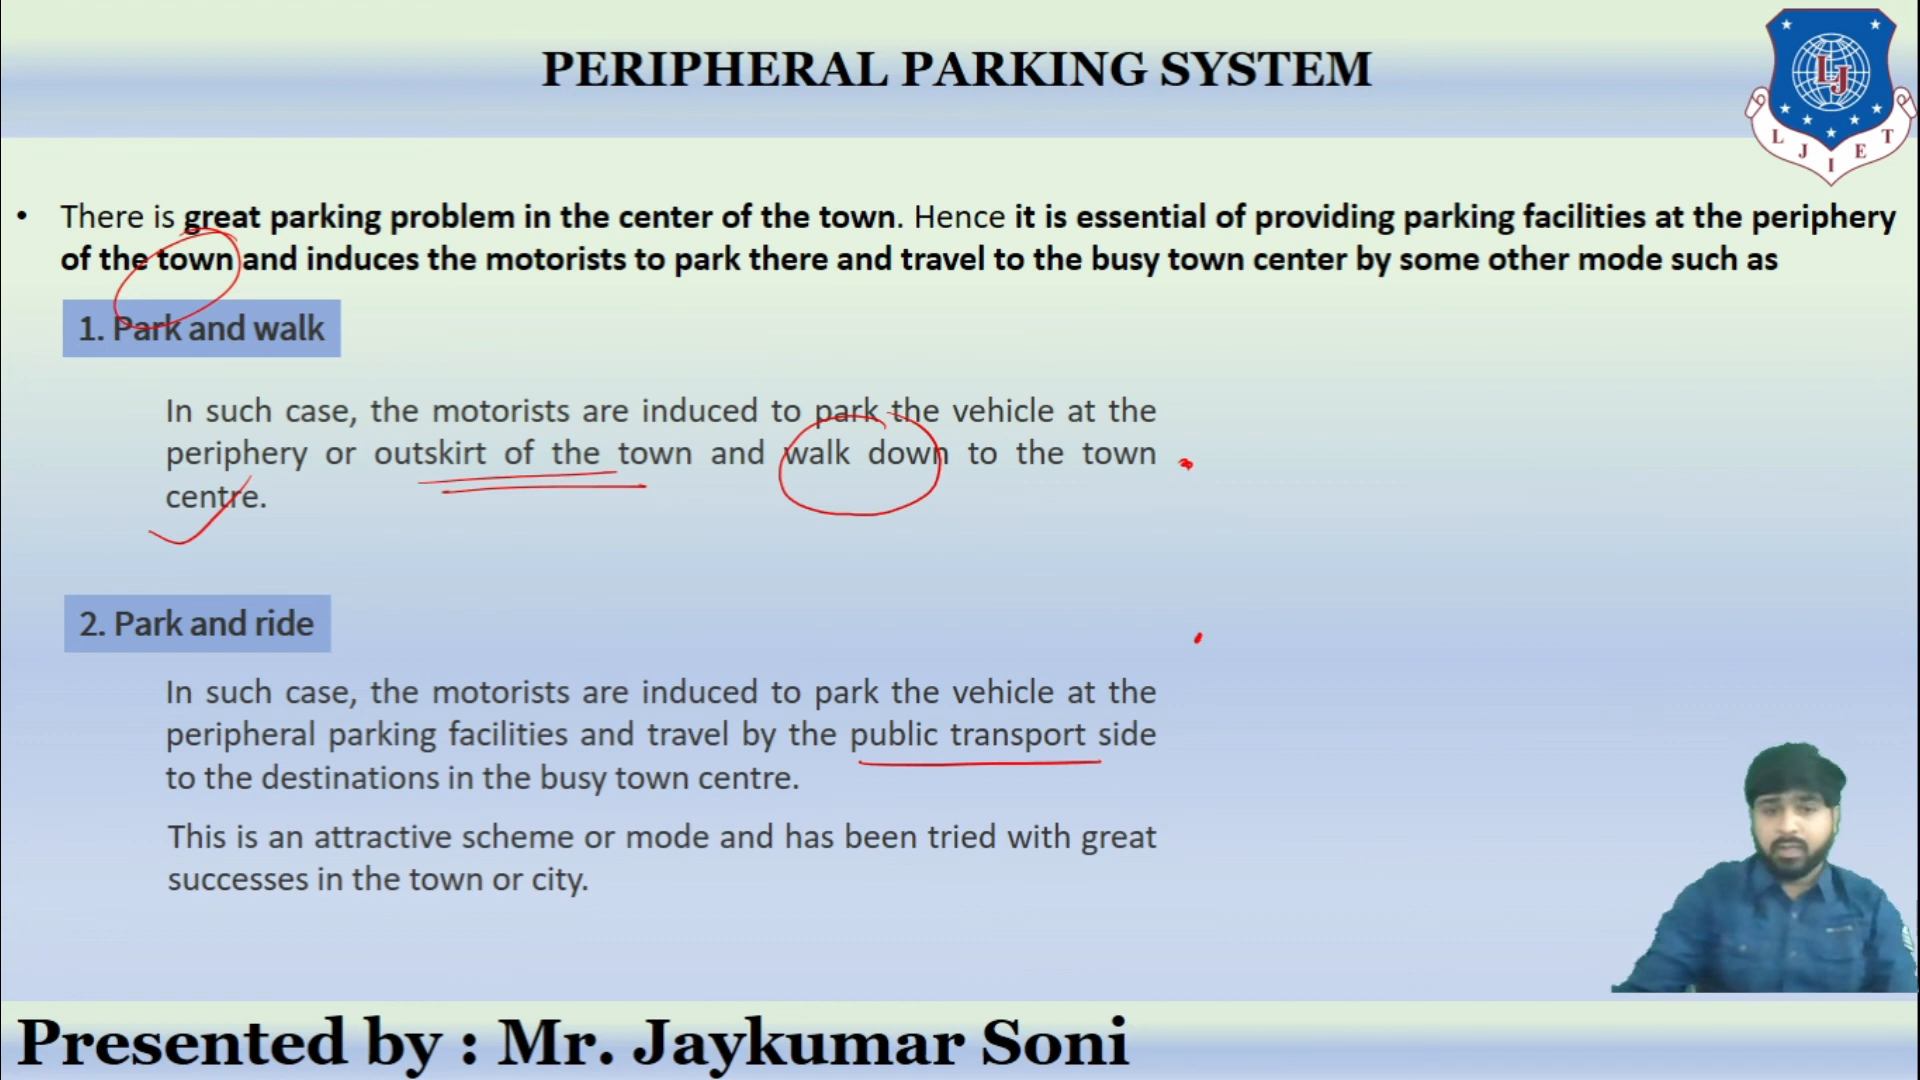 PERIPHERAL PARKING SYSTEM
L J I E T
LJ
• There is great parking problem in the center of the town. Hence it is essential of providing parking facilities at the periphery
of the town and induces the motorists to park there and travel to the busy town center by some other mode such as
1. Park and walk
In such case, the motorists are induced to park the vehicle at the
periphery or outskirt of the town and walk down to the town
centre.
2. Park and ride
In such case, the motorists are induced to park the vehicle at the
peripheral parking facilities and travel by the public transport side
to the destinations in the busy town centre.
This is an attractive scheme or mode and has been tried with great
successes in the town or city.
Presented by : Mr. Jaykumar Soni